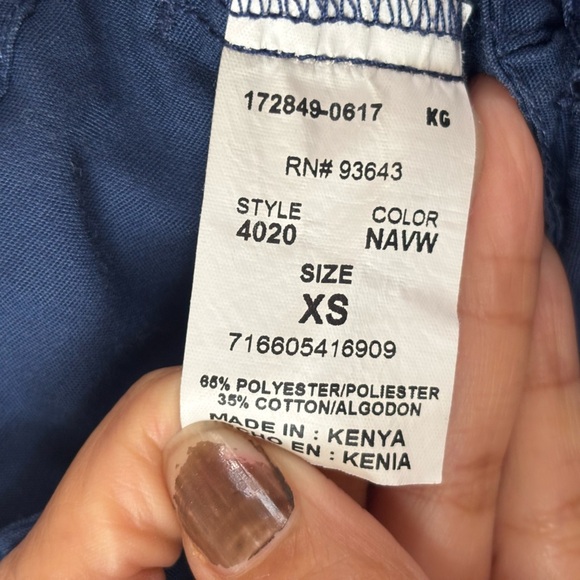 172849-0617 KG
RN# 93643
STYLE COLOR
4020 NAVW
SIZE
XS
716605416909
65% POLYESTER/POLIESTER
35% COTTON/ALGODON
MADE IN : KENYA
HO EN : KENIA